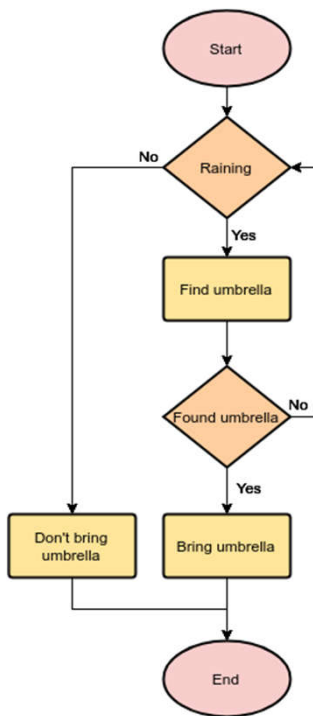 Start
Raining
No
Yes
Find umbrella
Found umbrella
No
Yes
Don't bring
umbrella
Bring umbrella
End